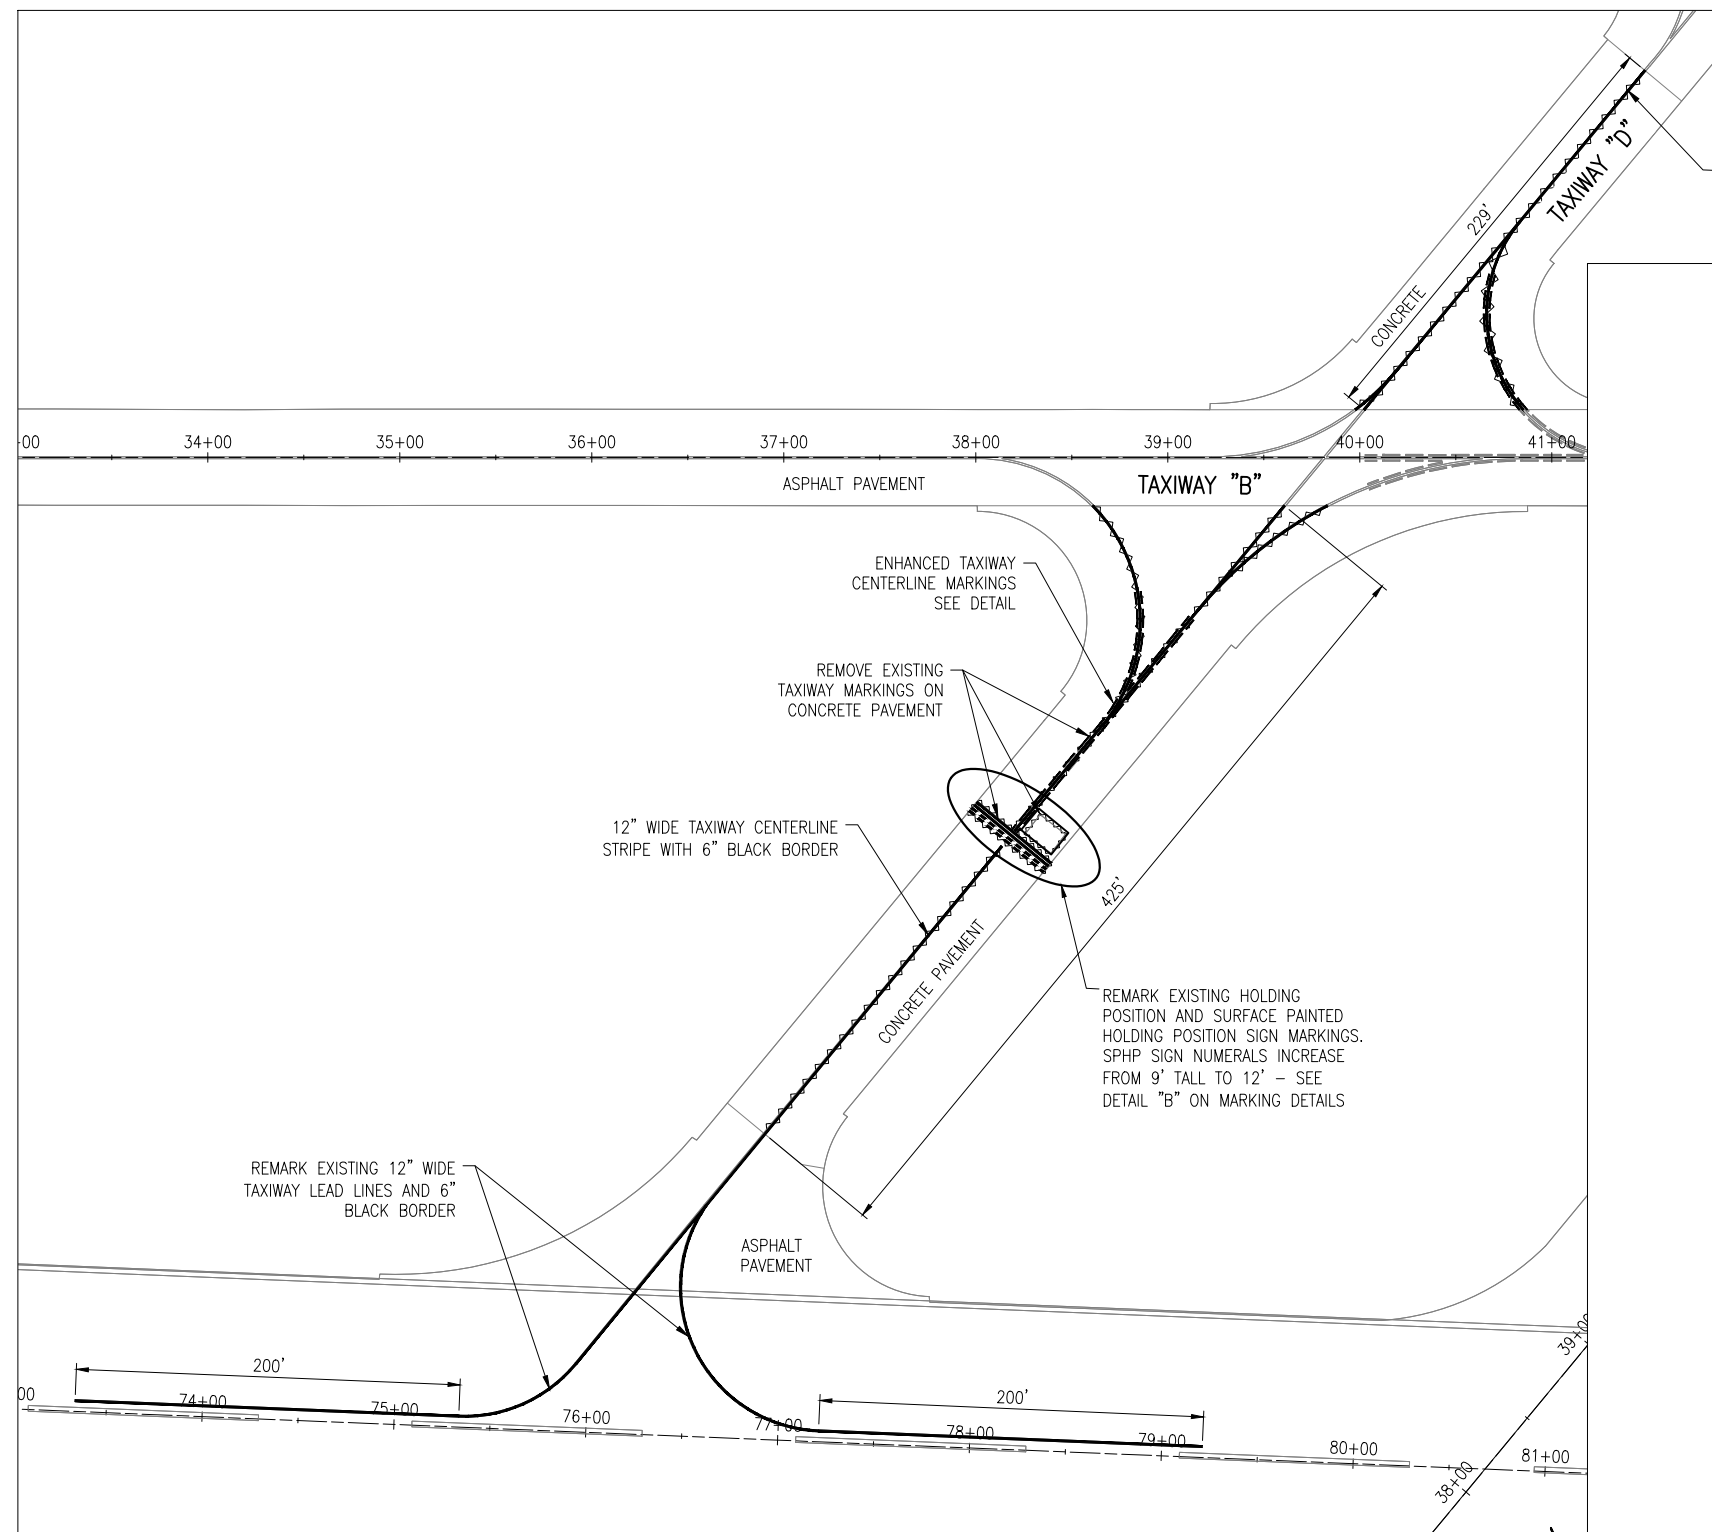 229'
TAXIWAY "D"
CONCRETE
+00
34+00
35+00
36+00
37+00
38+00
39+00
40+00
41+00
ASPHALT PAVEMENT
TAXIWAY "B"
ENHANCED TAXIWAY
CENTERLINE MARKINGS
SEE DETAIL
REMOVE EXISTING
TAXIWAY MARKINGS ON
CONCRETE PAVEMENT
12" WIDE TAXIWAY CENTERLINE
STRIPE WITH 6" BLACK BORDER
425'
CONCRETE PAVEMENT
REMARK EXISTING HOLDING
POSITION AND SURFACE PAINTED
HOLDING POSITION SIGN MARKINGS.
SPHP SIGN NUMERALS INCREASE
FROM 9' TALL TO 12' – SEE
DETAIL "B" ON MARKING DETAILS
REMARK EXISTING 12" WIDE
TAXIWAY LEAD LINES AND 6"
BLACK BORDER
ASPHALT
PAVEMENT
39+00
200'
200'
00
74+00
75+00
76+00
77+00
78+00
79+00
80+00
81+00
38+00